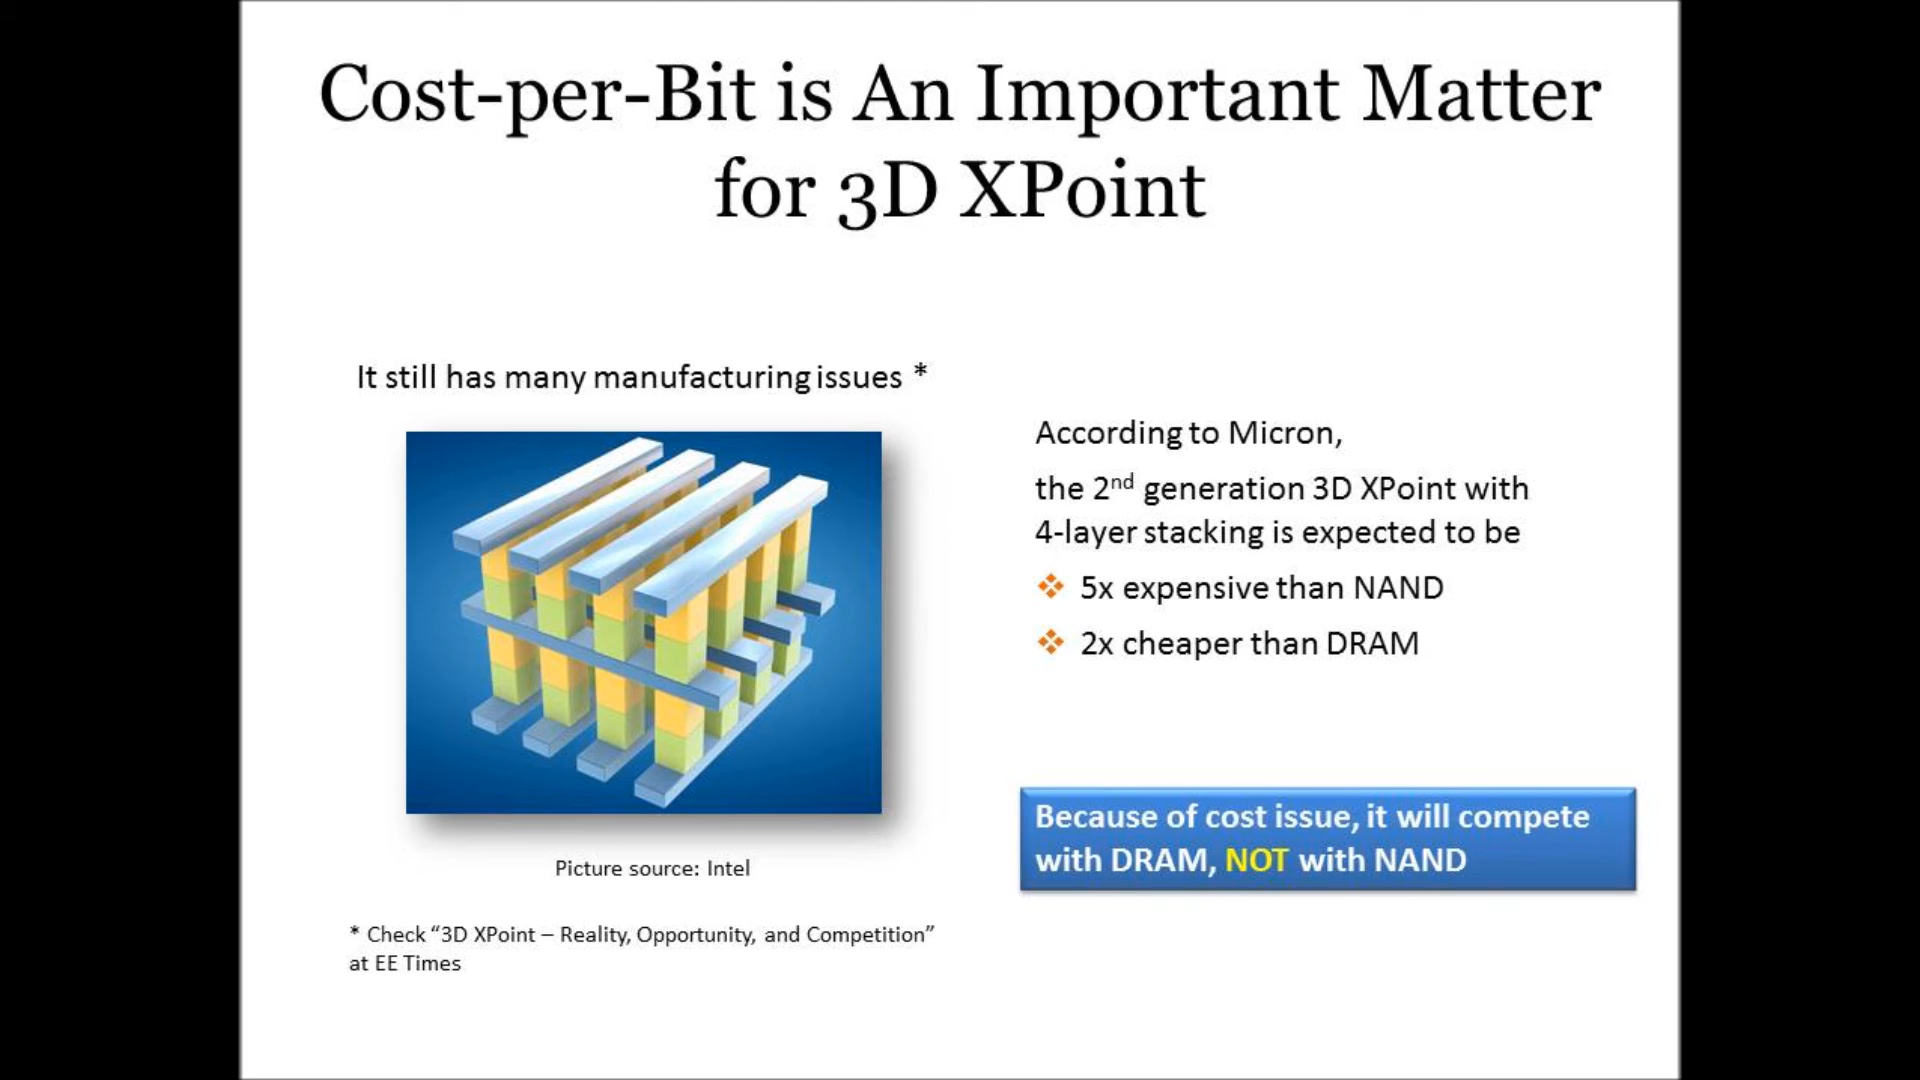 Cost-per-Bit is An Important Matter
for 3D XPoint
It still has many manufacturing issues *
According to Micron,
the 2nd generation 3D XPoint with
4-layer stacking is expected to be
❖ 5x expensive than NAND
❖ 2x cheaper than DRAM
Because of cost issue, it will compete
with DRAM, NOT with NAND
Picture source: Intel
* Check “3D XPoint – Reality, Opportunity, and Competition”
at EE Times